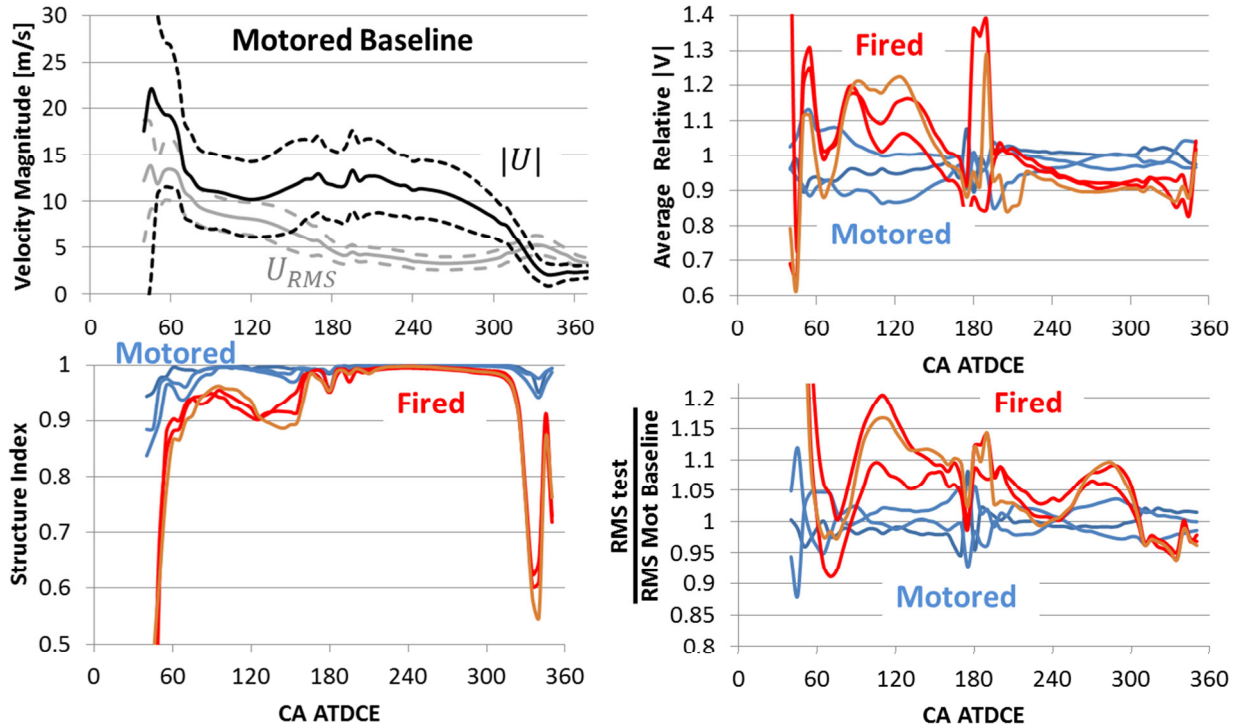 Motored Baseline
Velocity Magnitude [m/s]
30
25
20
15
10
5
0
|U|
U_RMS
0 60 120 180 240 300 360
Fired
Average Relative |V|
1.4
1.3
1.2
1.1
1
0.9
0.8
0.7
0.6
Motored
0 60 120 180 240 300 360
CA ATDCE
Motored
Structure Index
1
0.9
0.8
0.7
0.6
0.5
Fired
0 60 120 180 240 300 360
CA ATDCE
RMS test
RMS Mot Baseline
1.2
1.15
1.1
1.05
1
0.95
0.9
0.85
0.8
Fired
Motored
0 60 120 180 240 300 360
CA ATDCE